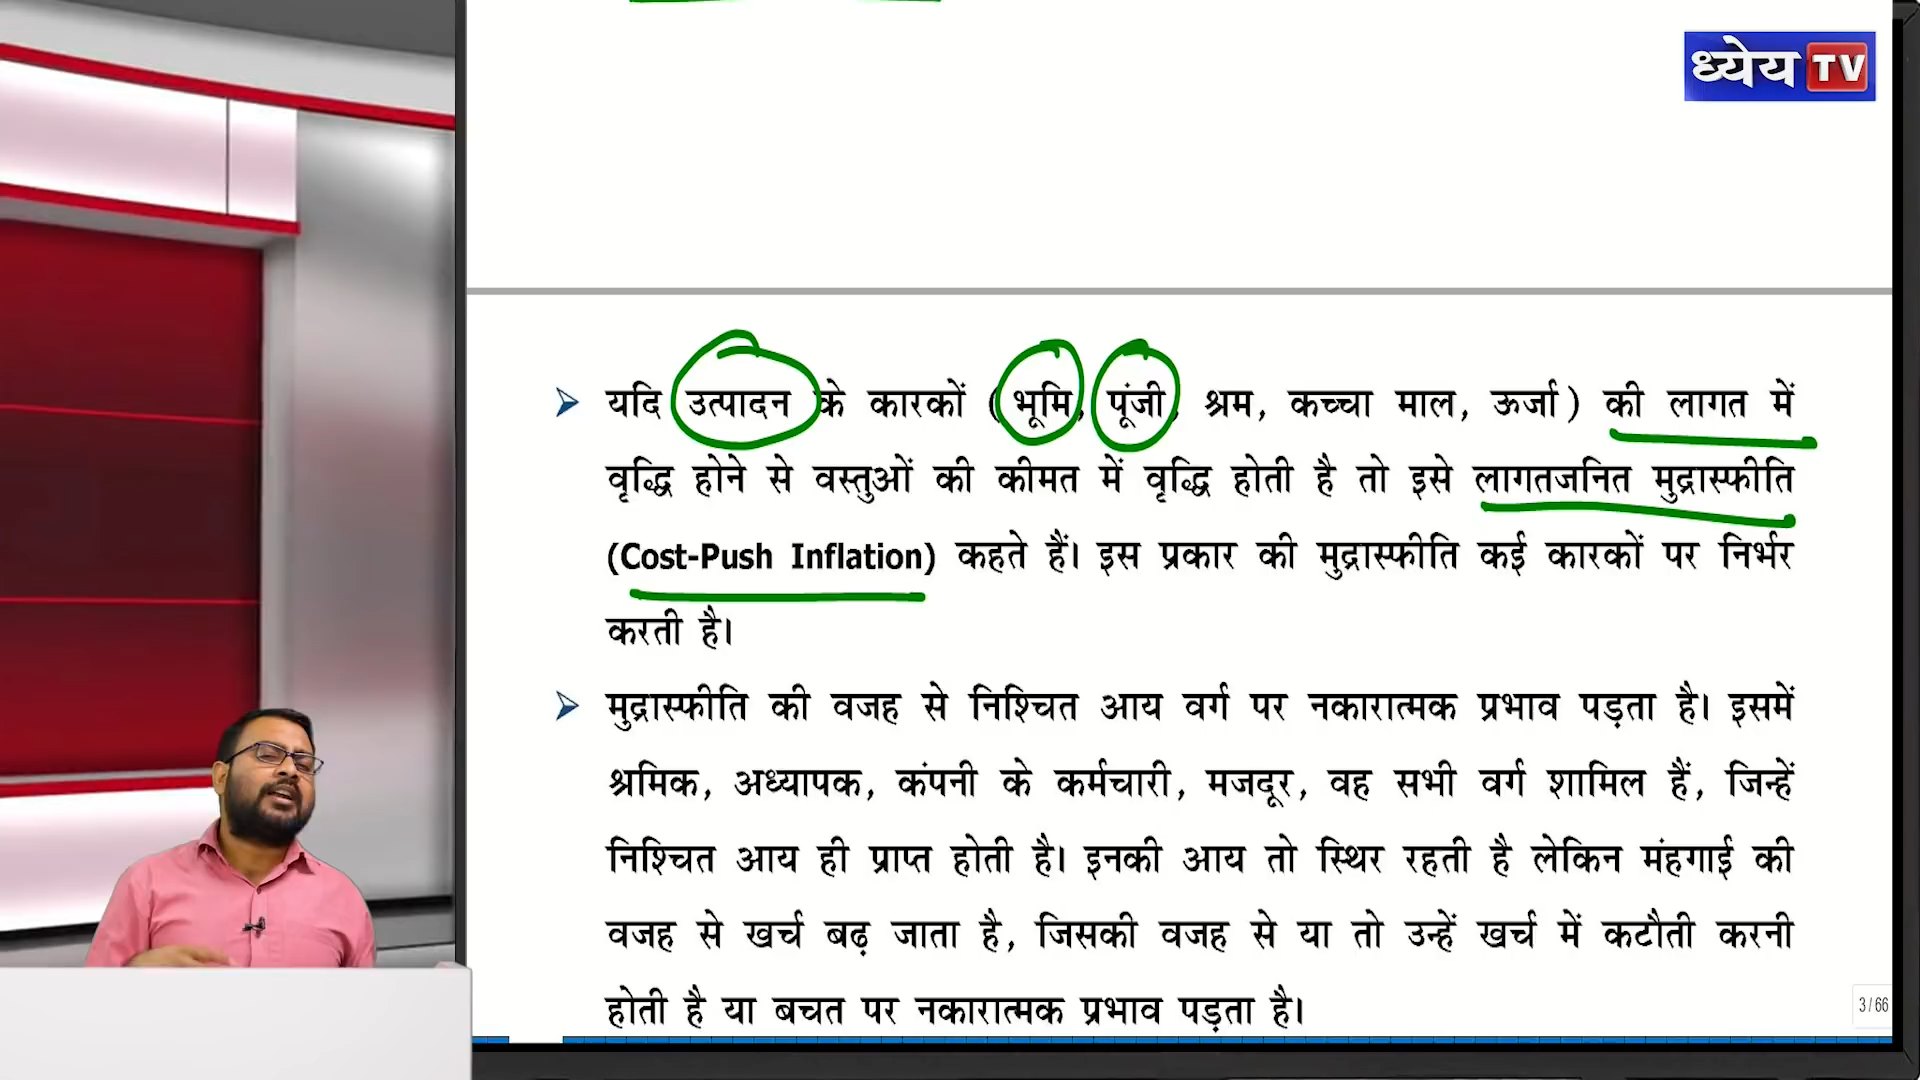 ध्येय TV
यदि उत्पादन के कारकों (भूमि, पूंजी, श्रम, कच्चा माल, ऊर्जा) की लागत में
वृद्धि होने से वस्तुओं की कीमत में वृद्धि होती है तो इसे लागतजनित मुद्रास्फीति
(Cost-Push Inflation) कहते हैं। इस प्रकार की मुद्रास्फीति कई कारकों पर निर्भर
करती है।
मुद्रास्फीति की वजह से निश्चित आय वर्ग पर नकारात्मक प्रभाव पड़ता है। इसमें
श्रमिक, अध्यापक, कंपनी के कर्मचारी, मजदूर, वह सभी वर्ग शामिल हैं, जिन्हें
निश्चित आय ही प्राप्त होती है। इनकी आय तो स्थिर रहती है लेकिन मंहगाई की
वजह से खर्च बढ़ जाता है, जिसकी वजह से या तो उन्हें खर्च में कटौती करनी
होती है या बचत पर नकारात्मक प्रभाव पड़ता है।
3 / 66